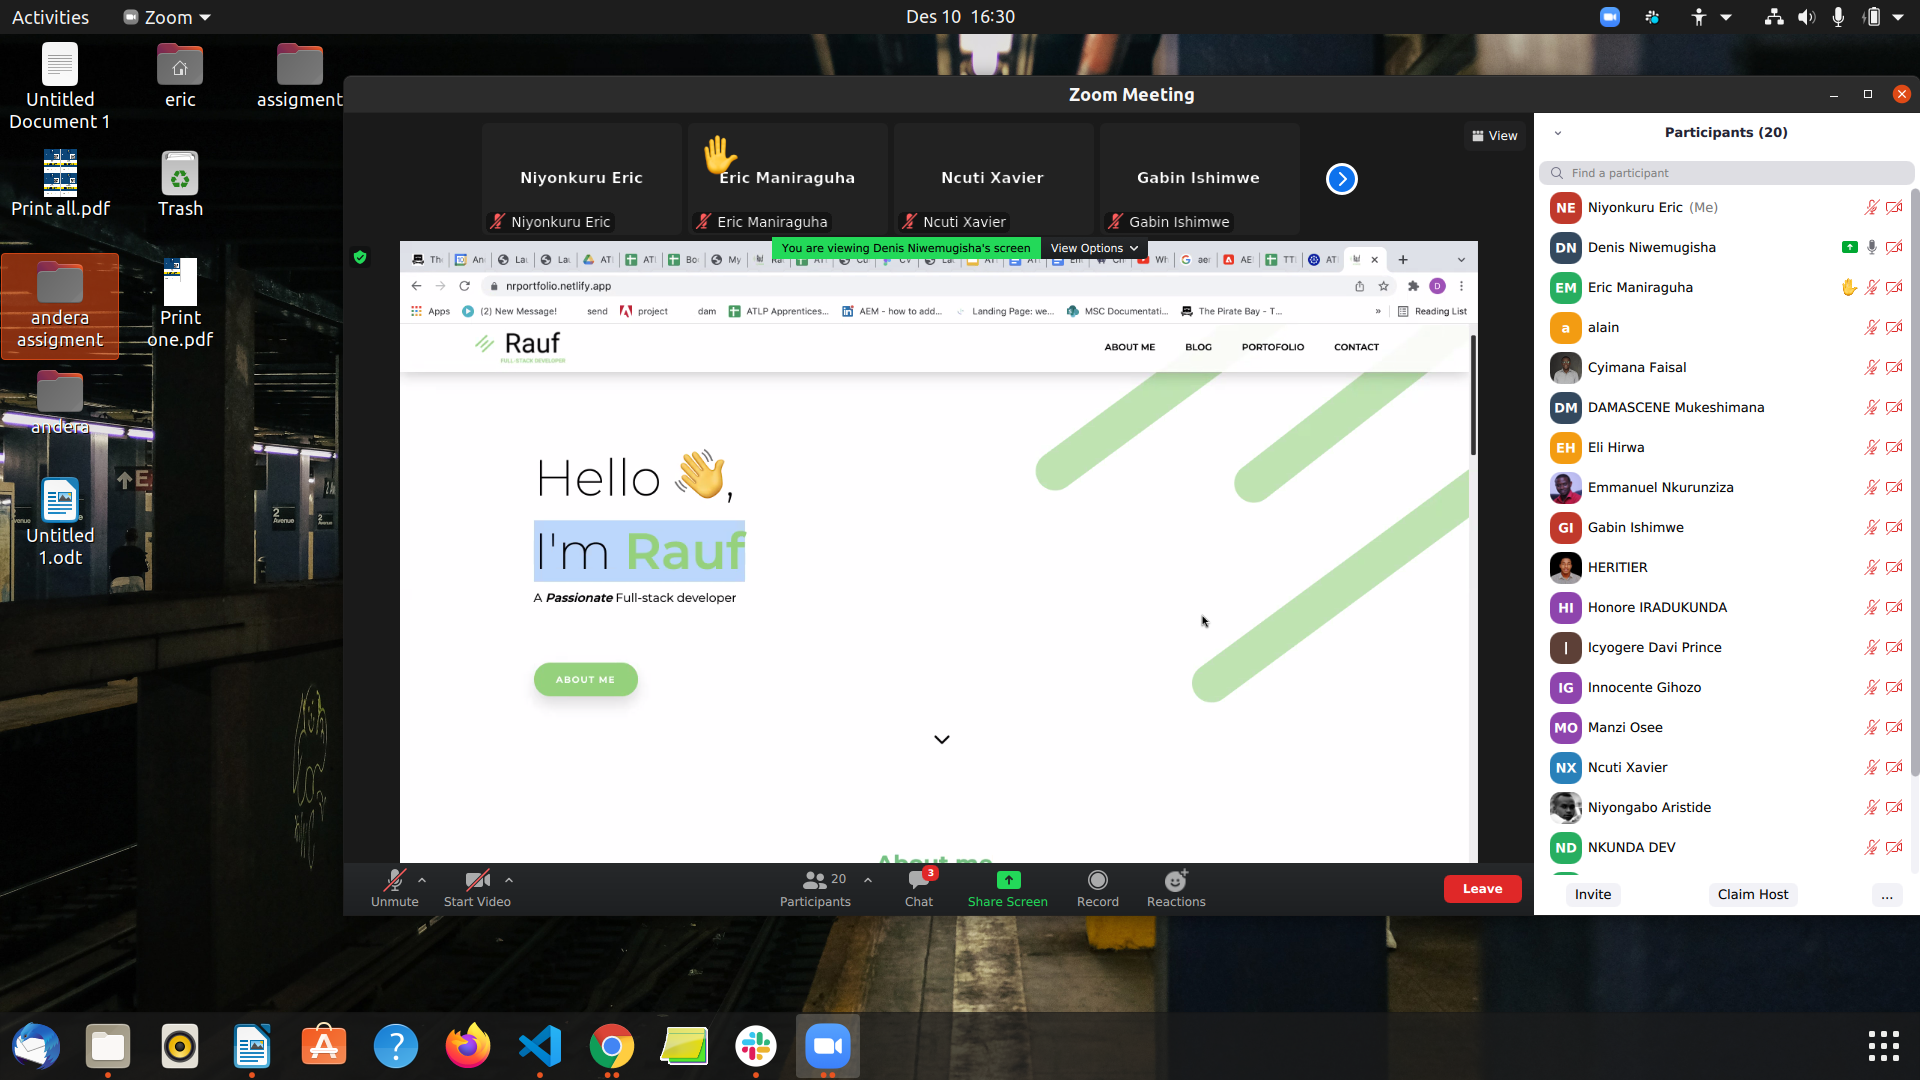 Activities
Zoom
Des 10 16:30
Untitled Document 1
eric
assigment
Print all.pdf
Trash
andera assigment
Print one.pdf
andera
Untitled 1.odt
2 Avenue
Zoom Meeting
Niyonkuru Eric
Eric Maniraguha
Ncuti Xavier
Gabin Ishimwe
View
Niyonkuru Eric
Eric Maniraguha
Ncuti Xavier
Gabin Ishimwe
You are viewing Denis Niwemugisha's screen
View Options
nrportfolio.netlify.app
D
Apps
(2) New Message!
send
project
dam
ATLP Apprentices...
AEM - how to add...
Landing Page: we...
MSC Documentati...
The Pirate Bay - T...
»
Reading List
Rauf
FULL-STACK DEVELOPER
ABOUT ME
BLOG
PORTOFOLIO
CONTACT
Hello 👋,
I'm Rauf
A Passionate Full-stack developer
ABOUT ME
About me
Unmute
Start Video
20
Participants
3
Chat
Share Screen
Record
Reactions
Leave
Participants (20)
Find a participant
NE Niyonkuru Eric (Me)
DN Denis Niwemugisha
EM Eric Maniraguha
a alain
Cyimana Faisal
DM DAMASCENE Mukeshimana
EH Eli Hirwa
Emmanuel Nkurunziza
GI Gabin Ishimwe
HERITIER
HI Honore IRADUKUNDA
I Icyogere Davi Prince
IG Innocente Gihozo
MO Manzi Osee
NX Ncuti Xavier
Niyongabo Aristide
ND NKUNDA DEV
Invite
Claim Host
...